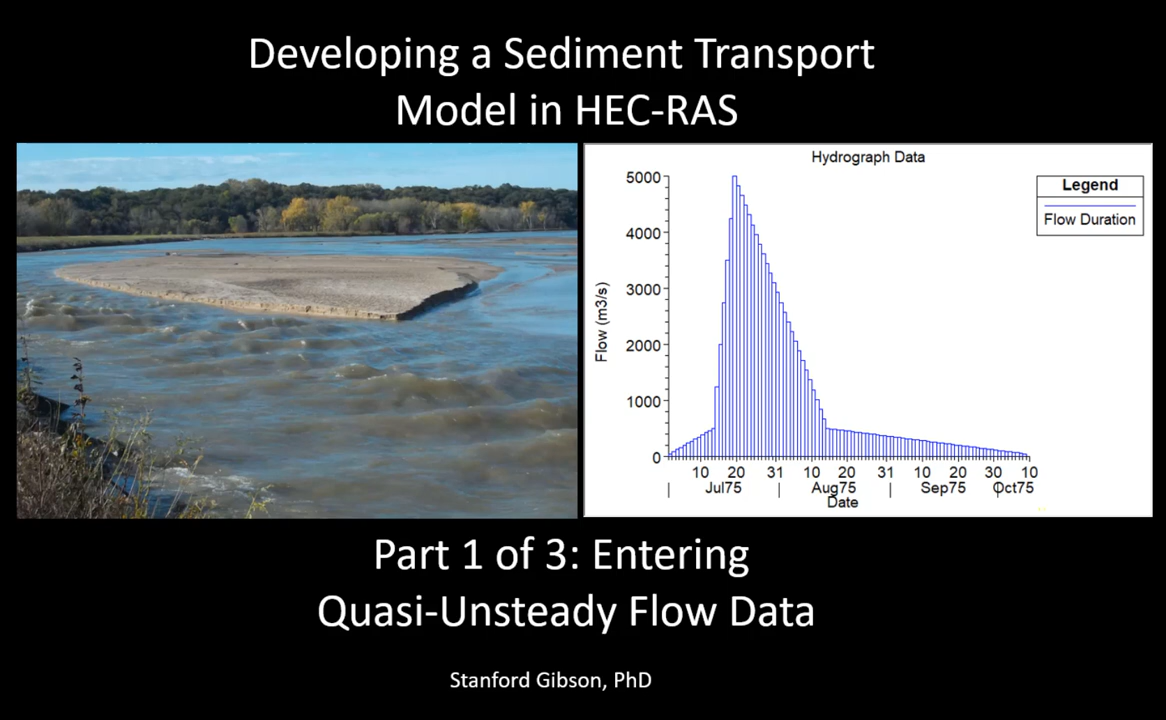 Developing a Sediment Transport
Model in HEC-RAS
Hydrograph Data
5000
4000
3000
2000
1000
0
Flow (m3/s)
10 20 31 10 20 31 10 20 30 10
Jul75 Aug75 Sep75 Oct75
Date
Legend
Flow Duration
Part 1 of 3: Entering
Quasi-Unsteady Flow Data
Stanford Gibson, PhD